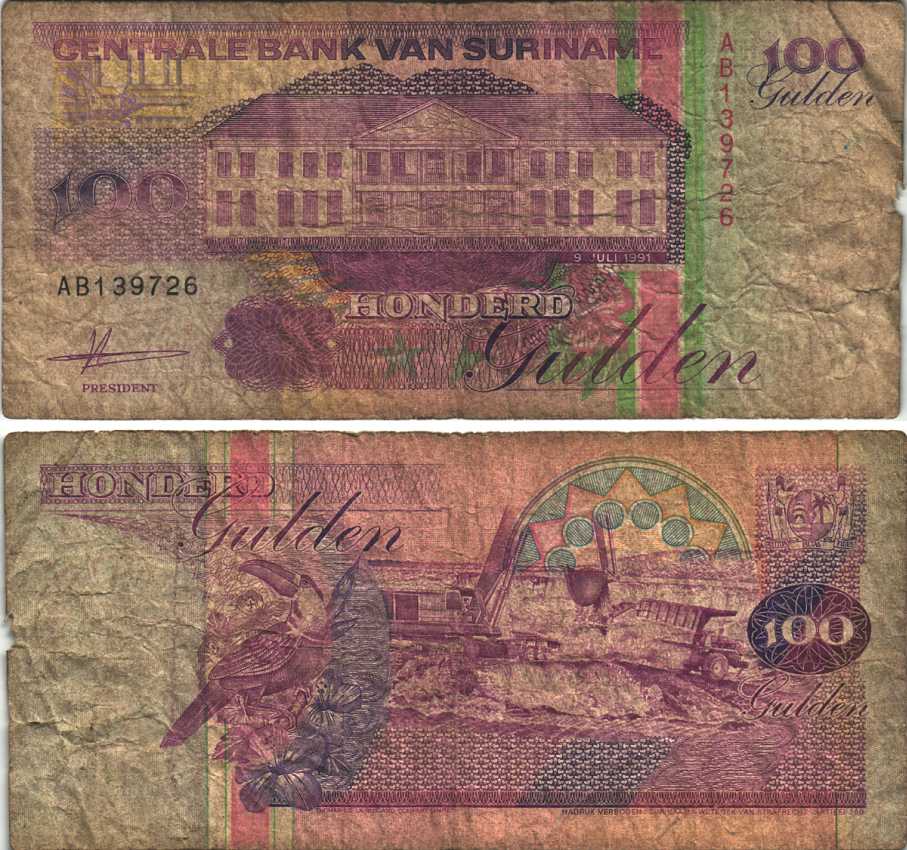 CENTRALE BANK VAN SURINAME
100
Gulden
AB139726
100
9 JULI 1991
AB139726
HONDERD
Gulden
PRESIDENT
HONDERD
Gulden
100
Gulden